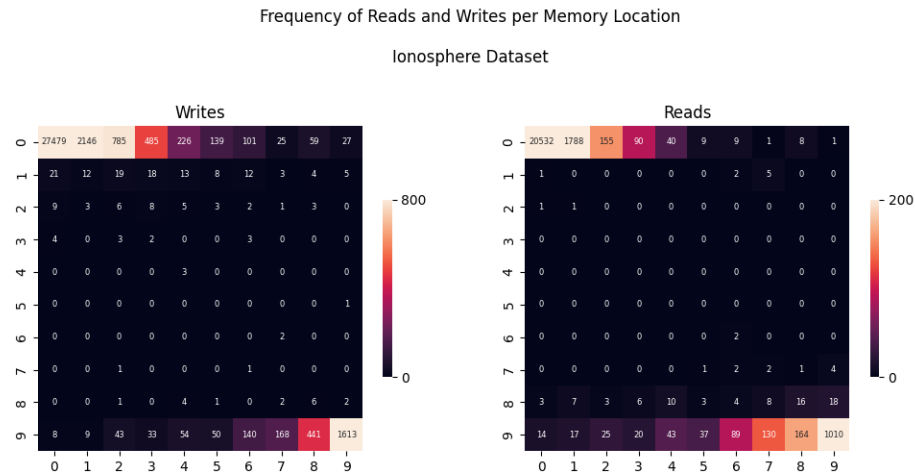 Frequency of Reads and Writes per Memory Location
Ionosphere Dataset
Writes
0 27479 2146 785 485 226 139 101 25 59 27
1 21 12 19 18 13 8 12 3 4 5
2 9 3 6 8 5 3 2 1 3 0
3 4 0 3 2 0 0 3 0 0 0
4 0 0 0 0 3 0 0 0 0 0
5 0 0 0 0 0 0 0 0 0 1
6 0 0 0 0 0 0 0 2 0 0
7 0 0 1 0 0 0 1 0 0 0
8 0 0 1 0 4 1 0 2 6 2
9 8 9 43 33 54 50 140 168 441 1613
0 1 2 3 4 5 6 7 8 9
800
0
Reads
0 20532 1788 155 90 40 9 9 1 8 1
1 1 0 0 0 0 0 2 5 0 0
2 1 1 0 0 0 0 0 0 0 0
3 0 0 0 0 0 0 0 0 0 0
4 0 0 0 0 0 0 0 0 0 0
5 0 0 0 0 0 0 0 0 0 0
6 0 0 0 0 0 0 2 0 0 0
7 0 0 0 0 0 1 2 2 1 4
8 3 7 3 6 10 3 4 8 16 18
9 14 17 25 20 43 37 89 130 164 1010
0 1 2 3 4 5 6 7 8 9
200
0